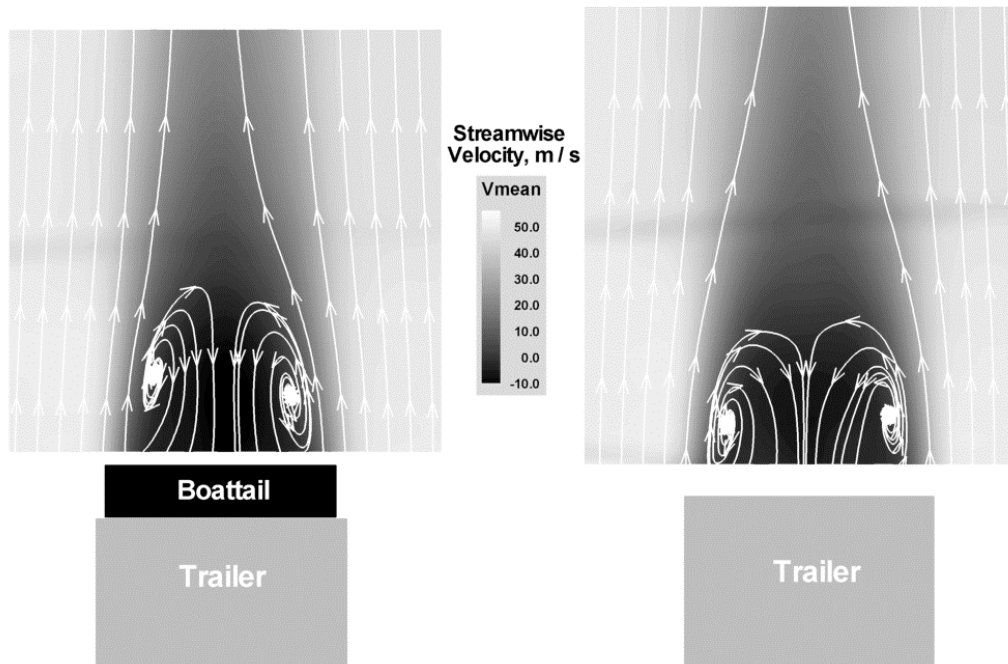 Streamwise
Velocity, m / s
Vmean
50.0
40.0
30.0
20.0
10.0
0.0
-10.0
Boattail
Trailer
Trailer